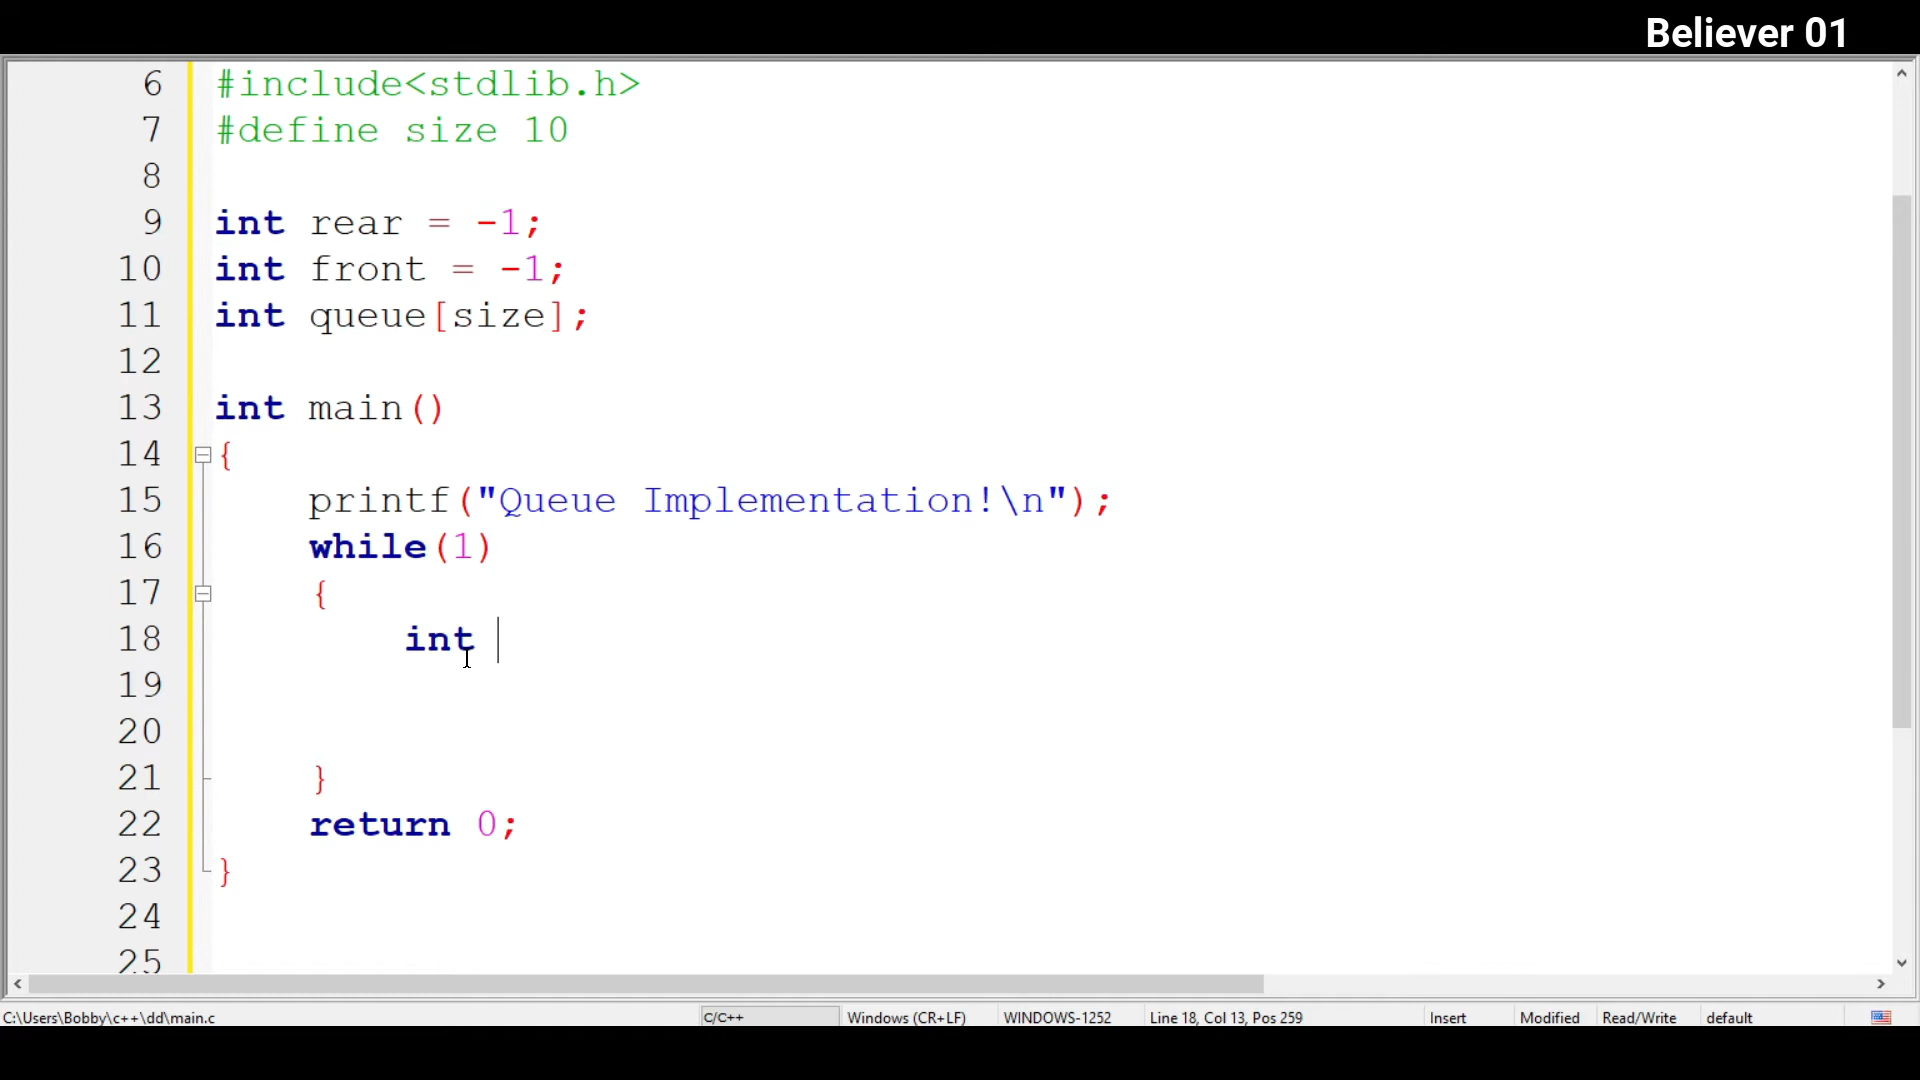 Believer 01
6 #include<stdlib.h>
7 #define size 10
8
9 int rear = -1;
10 int front = -1;
11 int queue[size];
12
13 int main()
14 {
15 printf("Queue Implementation!\n");
16 while(1)
17 {
18 int
19
20
21 }
22 return 0;
23 }
24
25
C:\Users\Bobby\c++\dd\main.c C/C++ Windows (CR+LF) WINDOWS-1252 Line 18, Col 13, Pos 259 Insert Modified Read/Write default